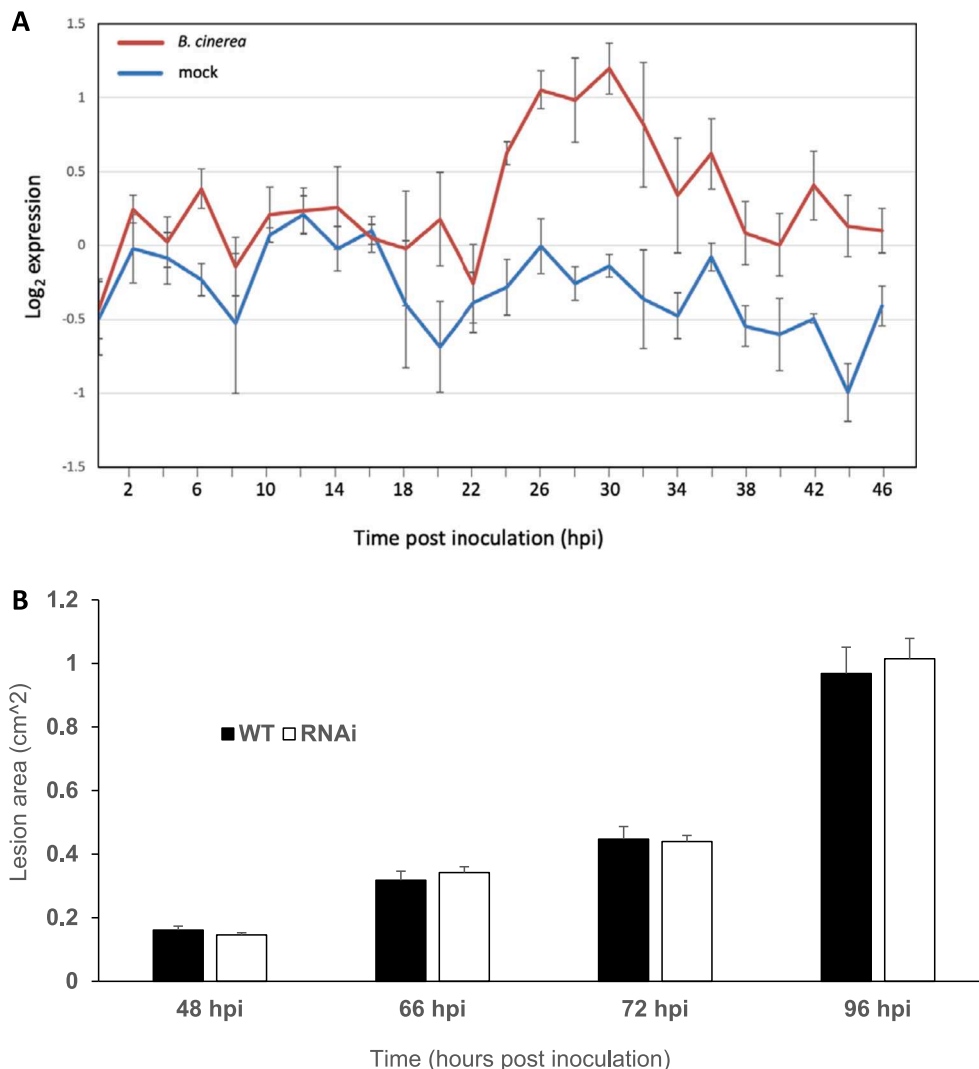 A
1.5
1
0.5
0
-0.5
-1
-1.5
Log2 expression
B. cinerea
mock
2 6 10 14 18 22 26 30 34 38 42 46
Time post inoculation (hpi)
B
1.2
1
0.8
0.6
0.4
0.2
0
Lesion area (cm^2)
WT RNAi
48 hpi 66 hpi 72 hpi 96 hpi
Time (hours post inoculation)